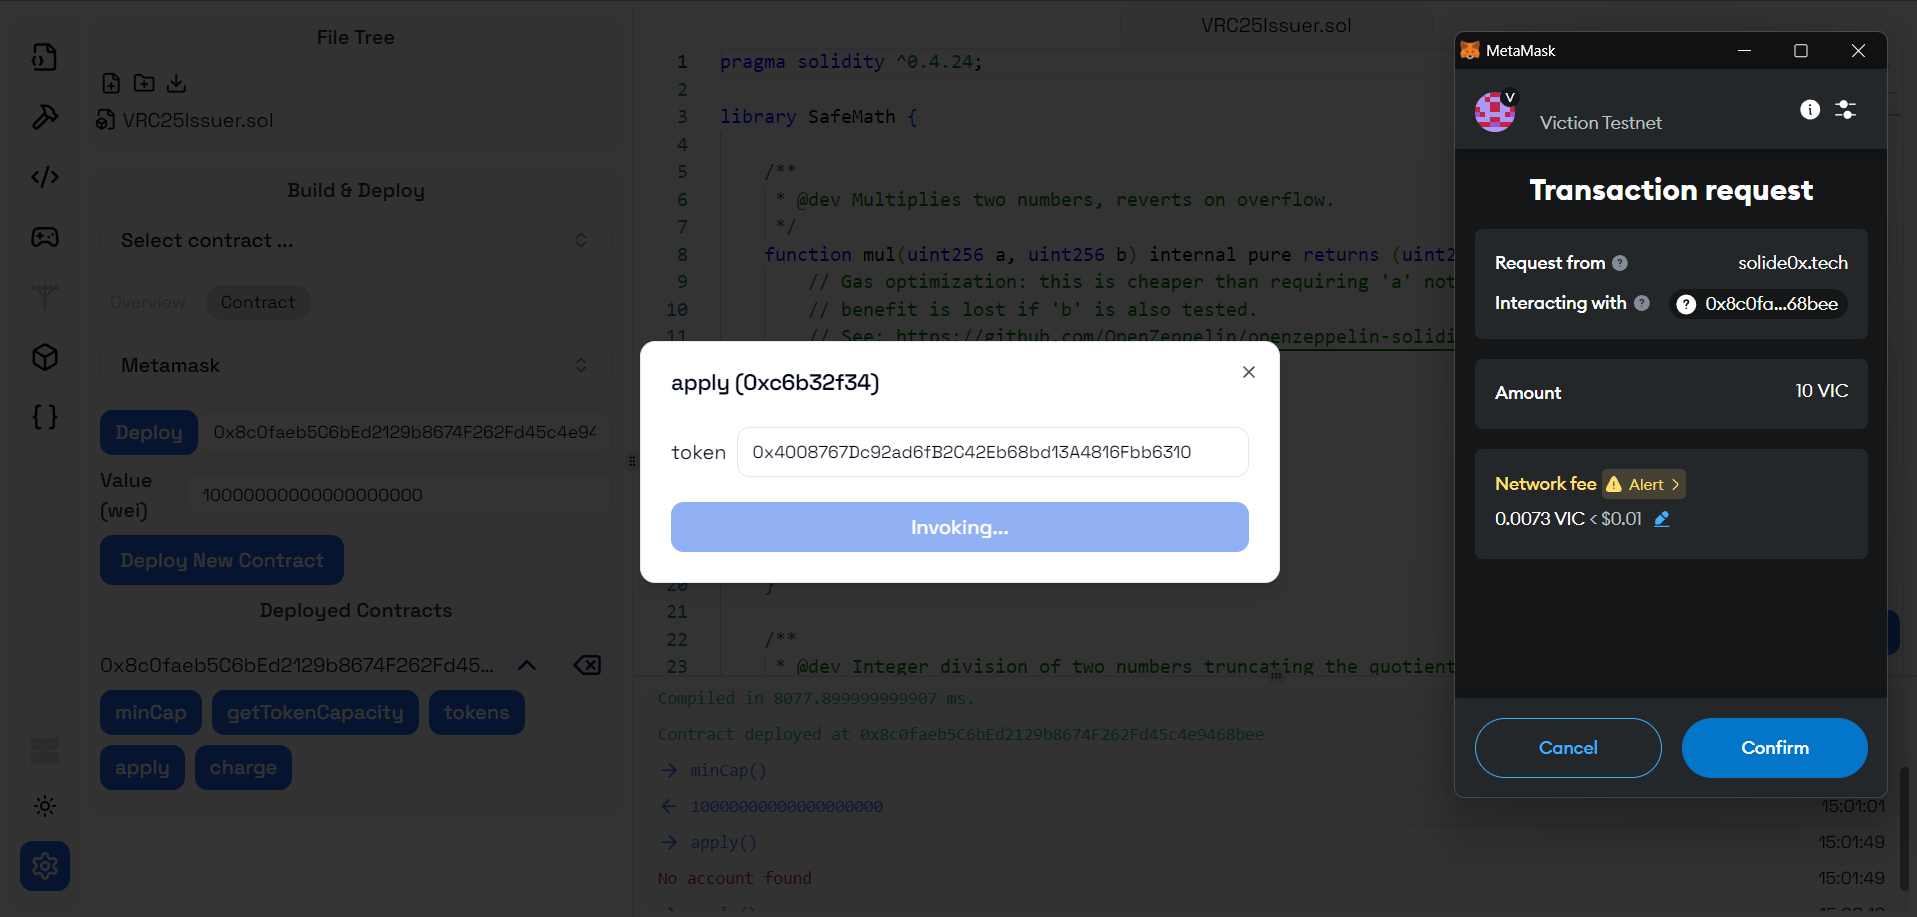 File Tree
VRC25Issuer.sol
Build & Deploy
Select contract ...
Overview
Contract
Metamask
Deploy
0x8c0faeb5C6bEd2129b8674F262Fd45c4e94
Value
(wei)
10000000000000000000
Deploy New Contract
Deployed Contracts
0x8c0faeb5C6bEd2129b8674F262Fd45...
minCap
getTokenCapacity
tokens
apply
charge
VRC25Issuer.sol
1 pragma solidity ^0.4.24;
2
3 library SafeMath {
4
5 /**
6 * @dev Multiplies two numbers, reverts on overflow.
7 */
8 function mul(uint256 a, uint256 b) internal pure returns (uint2
9 // Gas optimization: this is cheaper than requiring 'a' not
10 // benefit is lost if 'b' is also tested.
11 // See: https://github.com/OpenZeppelin/openzeppelin-solidi
apply (0xc6b32f34)
token
0x4008767Dc92ad6fB2C42Eb68bd13A4816Fbb6310
Invoking...
20 }
21
22 /**
23 * @dev Integer division of two numbers truncating the quotient
Compiled in 8077.899999999907 ms.
Contract deployed at 0x8c0faeb5C6bEd2129b8674F262Fd45c4e9468bee
→ minCap()
← 10000000000000000000 15:01:01
→ apply() 15:01:49
No account found 15:01:49
MetaMask
V
Viction Testnet
Transaction request
Request from
solide0x.tech
Interacting with
0x8c0fa...68bee
Amount
10 VIC
Network fee
Alert >
0.0073 VIC < $0.01
Cancel
Confirm